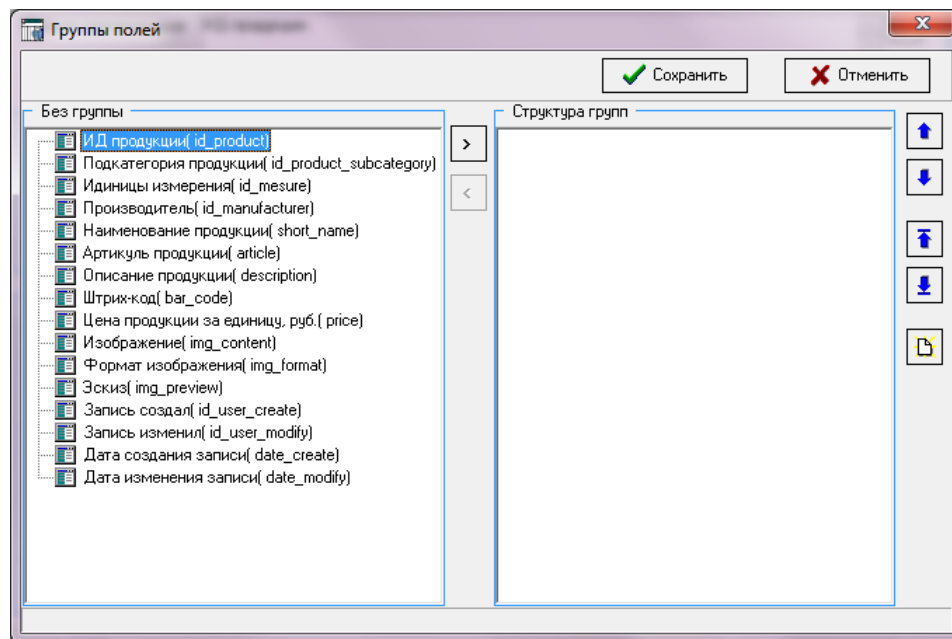 Группы полей
Сохранить
Отменить
Без группы
ИД продукции( id_product)
Подкатегория продукции( id_product_subcategory)
Идиницы измерения( id_mesure)
Производитель( id_manufacturer)
Наименование продукции( short_name)
Артикуль продукции( article)
Описание продукции( description)
Штрих-код( bar_code)
Цена продукции за единицу, руб.( price)
Изображение( img_content)
Формат изображения( img_format)
Эскиз( img_preview)
Запись создал( id_user_create)
Запись изменил( id_user_modify)
Дата создания записи( date_create)
Дата изменения записи( date_modify)
>
<
Структура групп